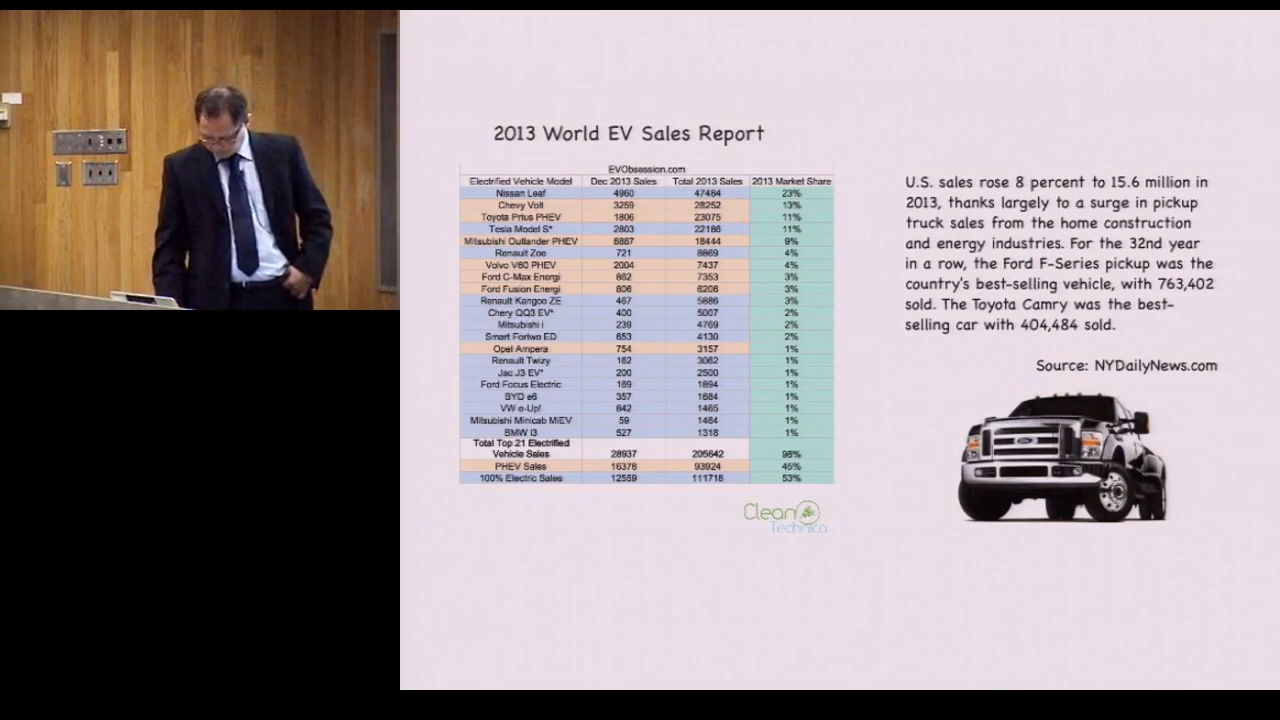 2013 World EV Sales Report
EVObsession.com
Electrified Vehicle Model Dec 2013 Sales Total 2013 Sales 2013 Market Share
Nissan Leaf 4960 47484 23%
Chevy Volt 3259 28252 13%
Toyota Prius PHEV 1806 23075 11%
Tesla Model S* 2803 22186 11%
Mitsubishi Outlander PHEV 6887 18444 9%
Renault Zoe 721 8869 4%
Volvo V60 PHEV 2004 7437 4%
Ford C-Max Energi 862 7353 3%
Ford Fusion Energi 806 6206 3%
Renault Kangoo ZE 467 5886 3%
Chery QQ3 EV* 400 5007 2%
Mitsubishi i 239 4769 2%
Smart Fortwo ED 653 4130 2%
Opel Ampera 754 3157 1%
Renault Twizy 162 3062 1%
Jac J3 EV* 200 2500 1%
Ford Focus Electric 169 1894 1%
BYD e6 357 1684 1%
VW e-Up! 842 1465 1%
Mitsubishi Minicab MiEV 59 1464 1%
BMW i3 527 1318 1%
Total Top 21 Electrified
Vehicle Sales 28937 205642 98%
PHEV Sales 16378 93924 45%
100% Electric Sales 12559 111718 53%
Clean
Technica
U.S. sales rose 8 percent to 15.6 million in
2013, thanks largely to a surge in pickup
truck sales from the home construction
and energy industries. For the 32nd year
in a row, the Ford F-Series pickup was the
country's best-selling vehicle, with 763,402
sold. The Toyota Camry was the best-
selling car with 404,484 sold.
Source: NYDailyNews.com